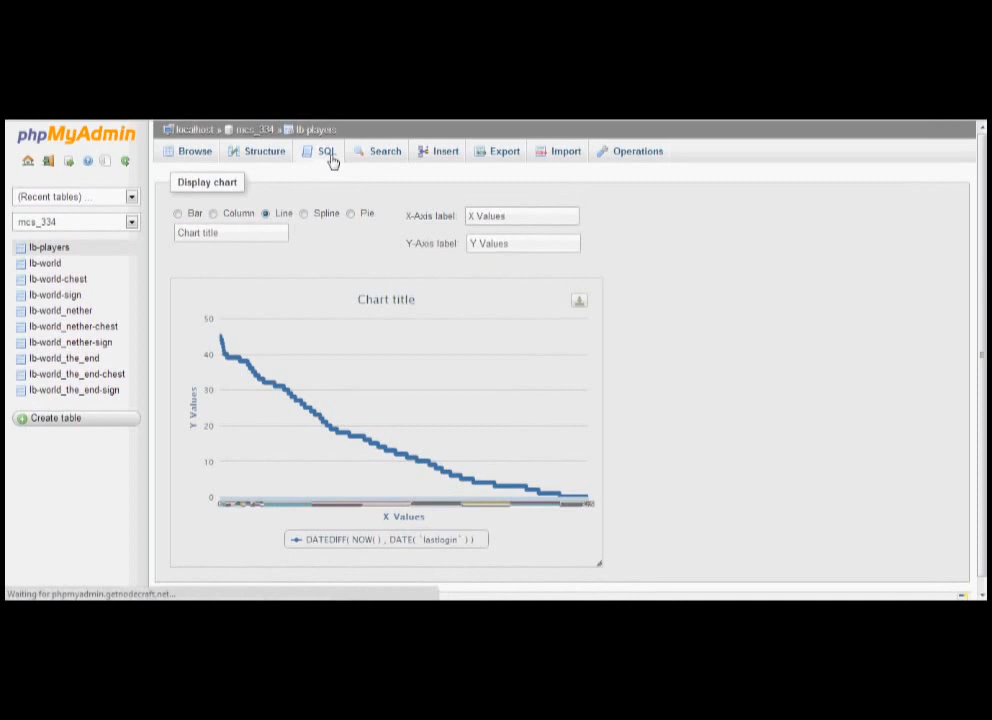 phpMyAdmin
localhost » mcs_334 » lb-players
Browse Structure SQL Search Insert Export Import Operations
Display chart
(Recent tables) ...
mcs_334
lb-players
lb-world
lb-world-chest
lb-world-sign
lb-world_nether
lb-world_nether-chest
lb-world_nether-sign
lb-world_the_end
lb-world_the_end-chest
lb-world_the_end-sign
Create table
Bar Column Line Spline Pie
Chart title
X-Axis label: X Values
Y-Axis label: Y Values
Chart title
50
40
30
20
10
0
Y Values
X Values
DATEDIFF( NOW( ) , DATE( `lastlogin` ) )
Waiting for phpmyadmin.getnodecraft.net...